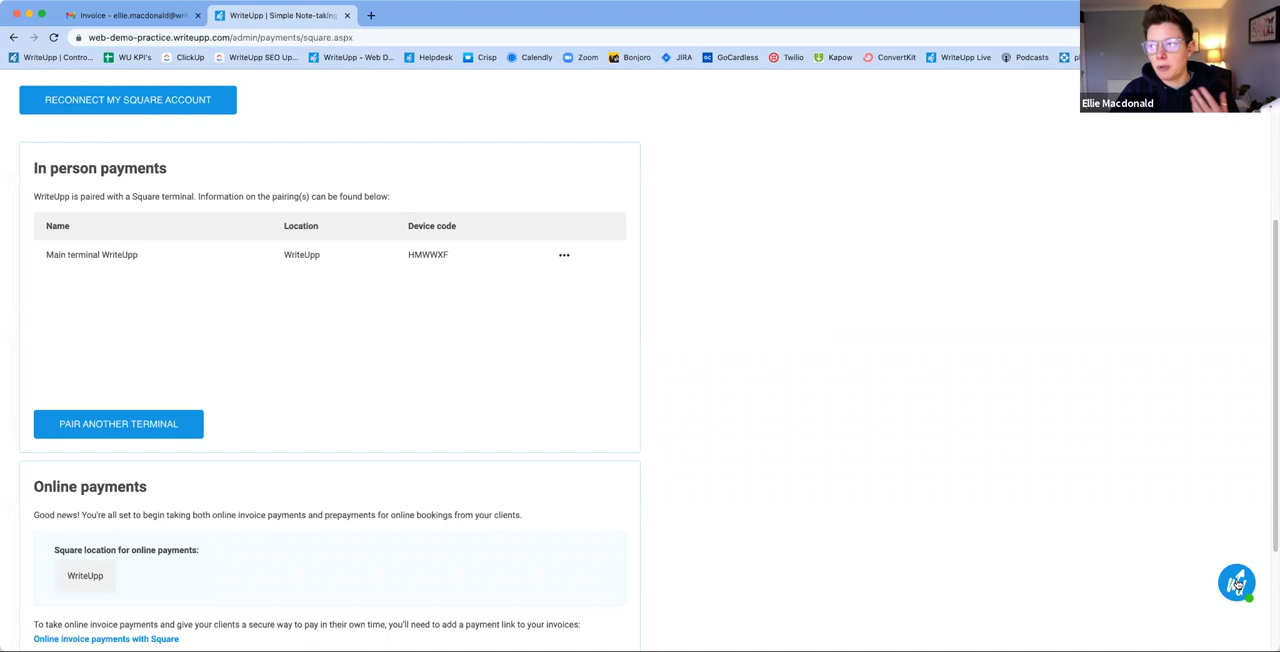 Invoice - ellie.macdonald@writ
WriteUpp | Simple Note-taking
web-demo-practice.writeupp.com/admin/payments/square.aspx
WriteUpp | Contro... WU KPI's ClickUp WriteUpp SEO Up... WriteUpp - Web D... Helpdesk Crisp Calendly Zoom Bonjoro JIRA GoCardless Twilio Kapow ConvertKit WriteUpp Live Podcasts pl
Ellie Macdonald
RECONNECT MY SQUARE ACCOUNT
In person payments
WriteUpp is paired with a Square terminal. Information on the pairing(s) can be found below:
Name Location Device code
Main terminal WriteUpp WriteUpp HMWWXF
PAIR ANOTHER TERMINAL
Online payments
Good news! You're all set to begin taking both online invoice payments and prepayments for online bookings from your clients.
Square location for online payments:
WriteUpp
To take online invoice payments and give your clients a secure way to pay in their own time, you'll need to add a payment link to your invoices:
Online invoice payments with Square